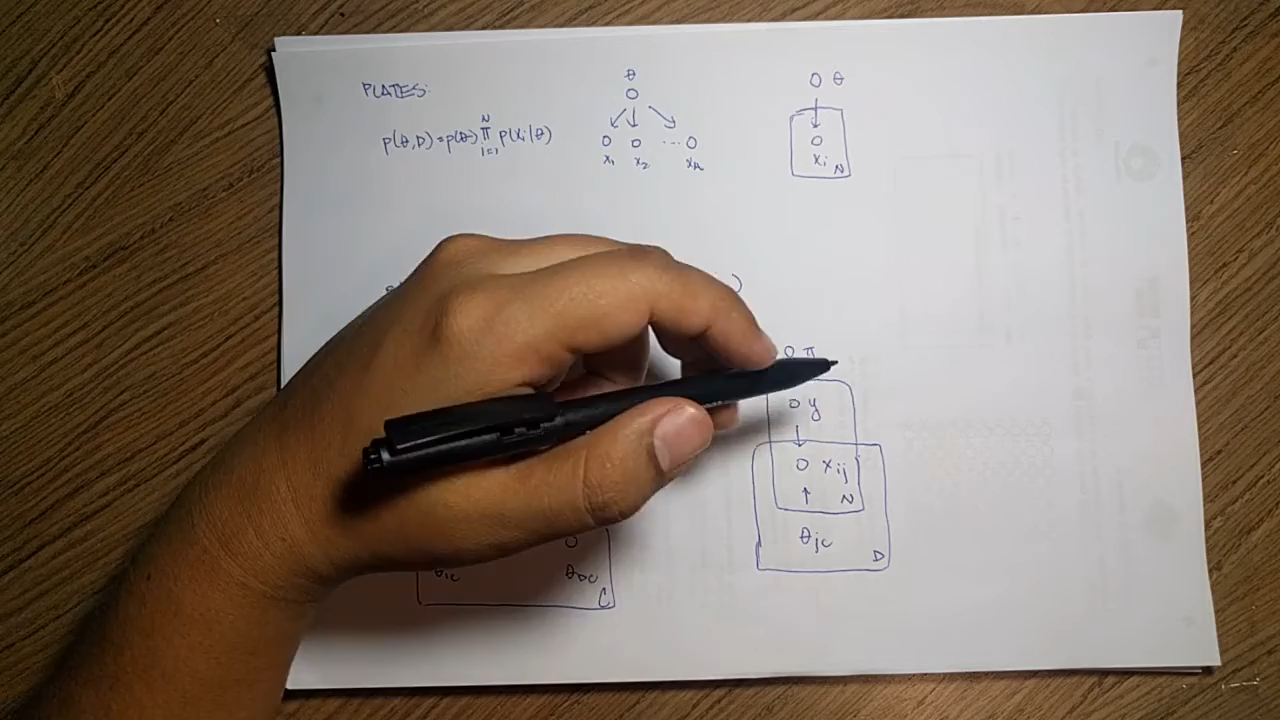 PLATES:
θ
p(θ,D)=p(θ) N π i=1 p(xi|θ)
x1 x2 ... xn
θ
xi N
)
π
y
xij
N
θjc
D
θ1c θDC
C